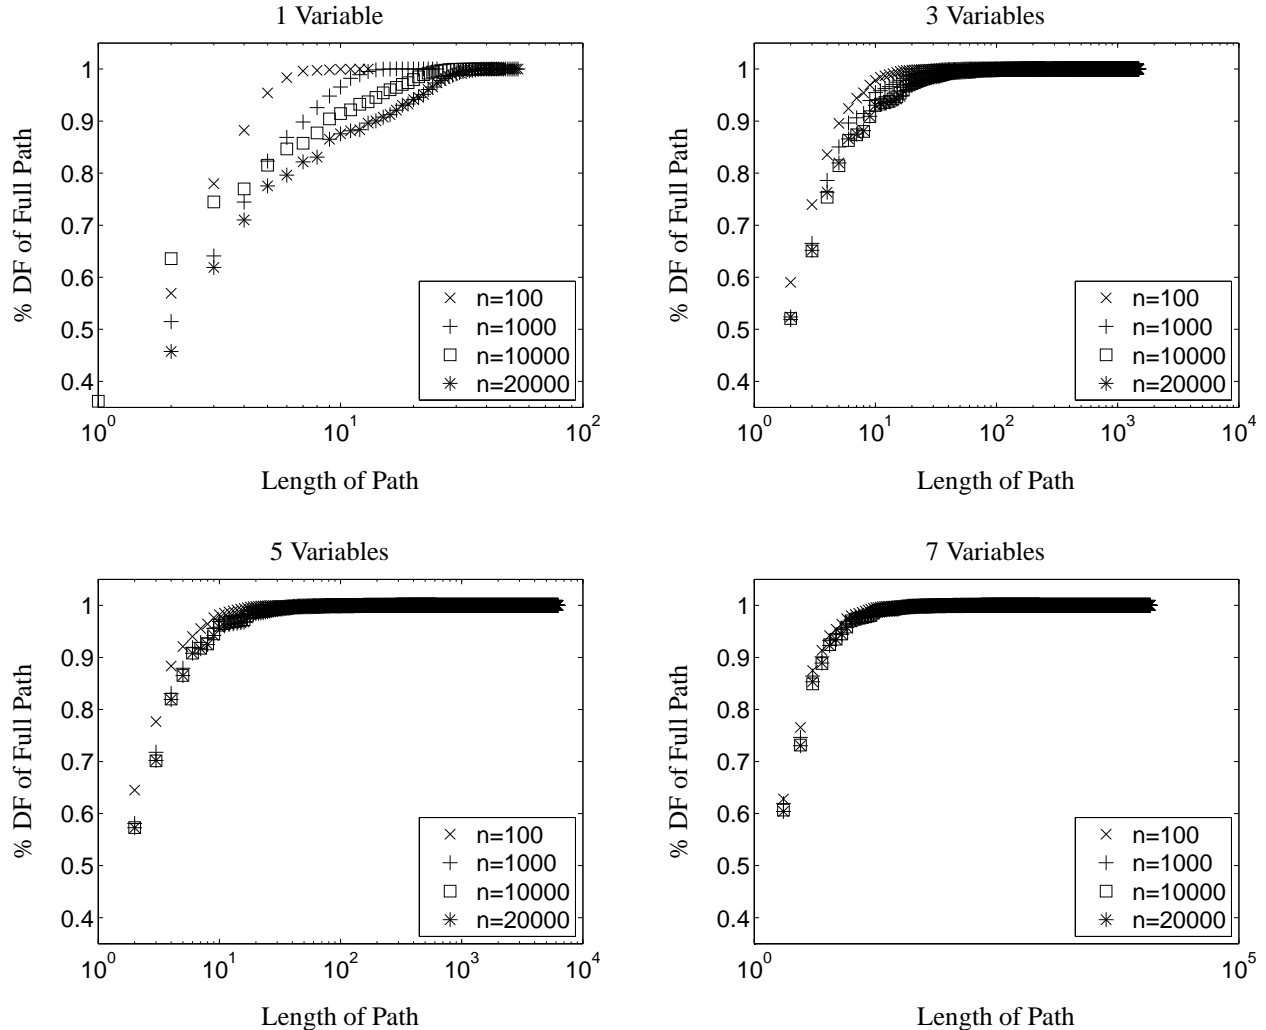 1 Variable
% DF of Full Path
1
0.9
0.8
0.7
0.6
0.5
0.4
n=100
n=1000
n=10000
n=20000
10^0 10^1 10^2
Length of Path
3 Variables
% DF of Full Path
1
0.9
0.8
0.7
0.6
0.5
0.4
n=100
n=1000
n=10000
n=20000
10^0 10^1 10^2 10^3 10^4
Length of Path
5 Variables
% DF of Full Path
1
0.9
0.8
0.7
0.6
0.5
0.4
n=100
n=1000
n=10000
n=20000
10^0 10^1 10^2 10^3 10^4
Length of Path
7 Variables
% DF of Full Path
1
0.9
0.8
0.7
0.6
0.5
0.4
n=100
n=1000
n=10000
n=20000
10^0 10^5
Length of Path